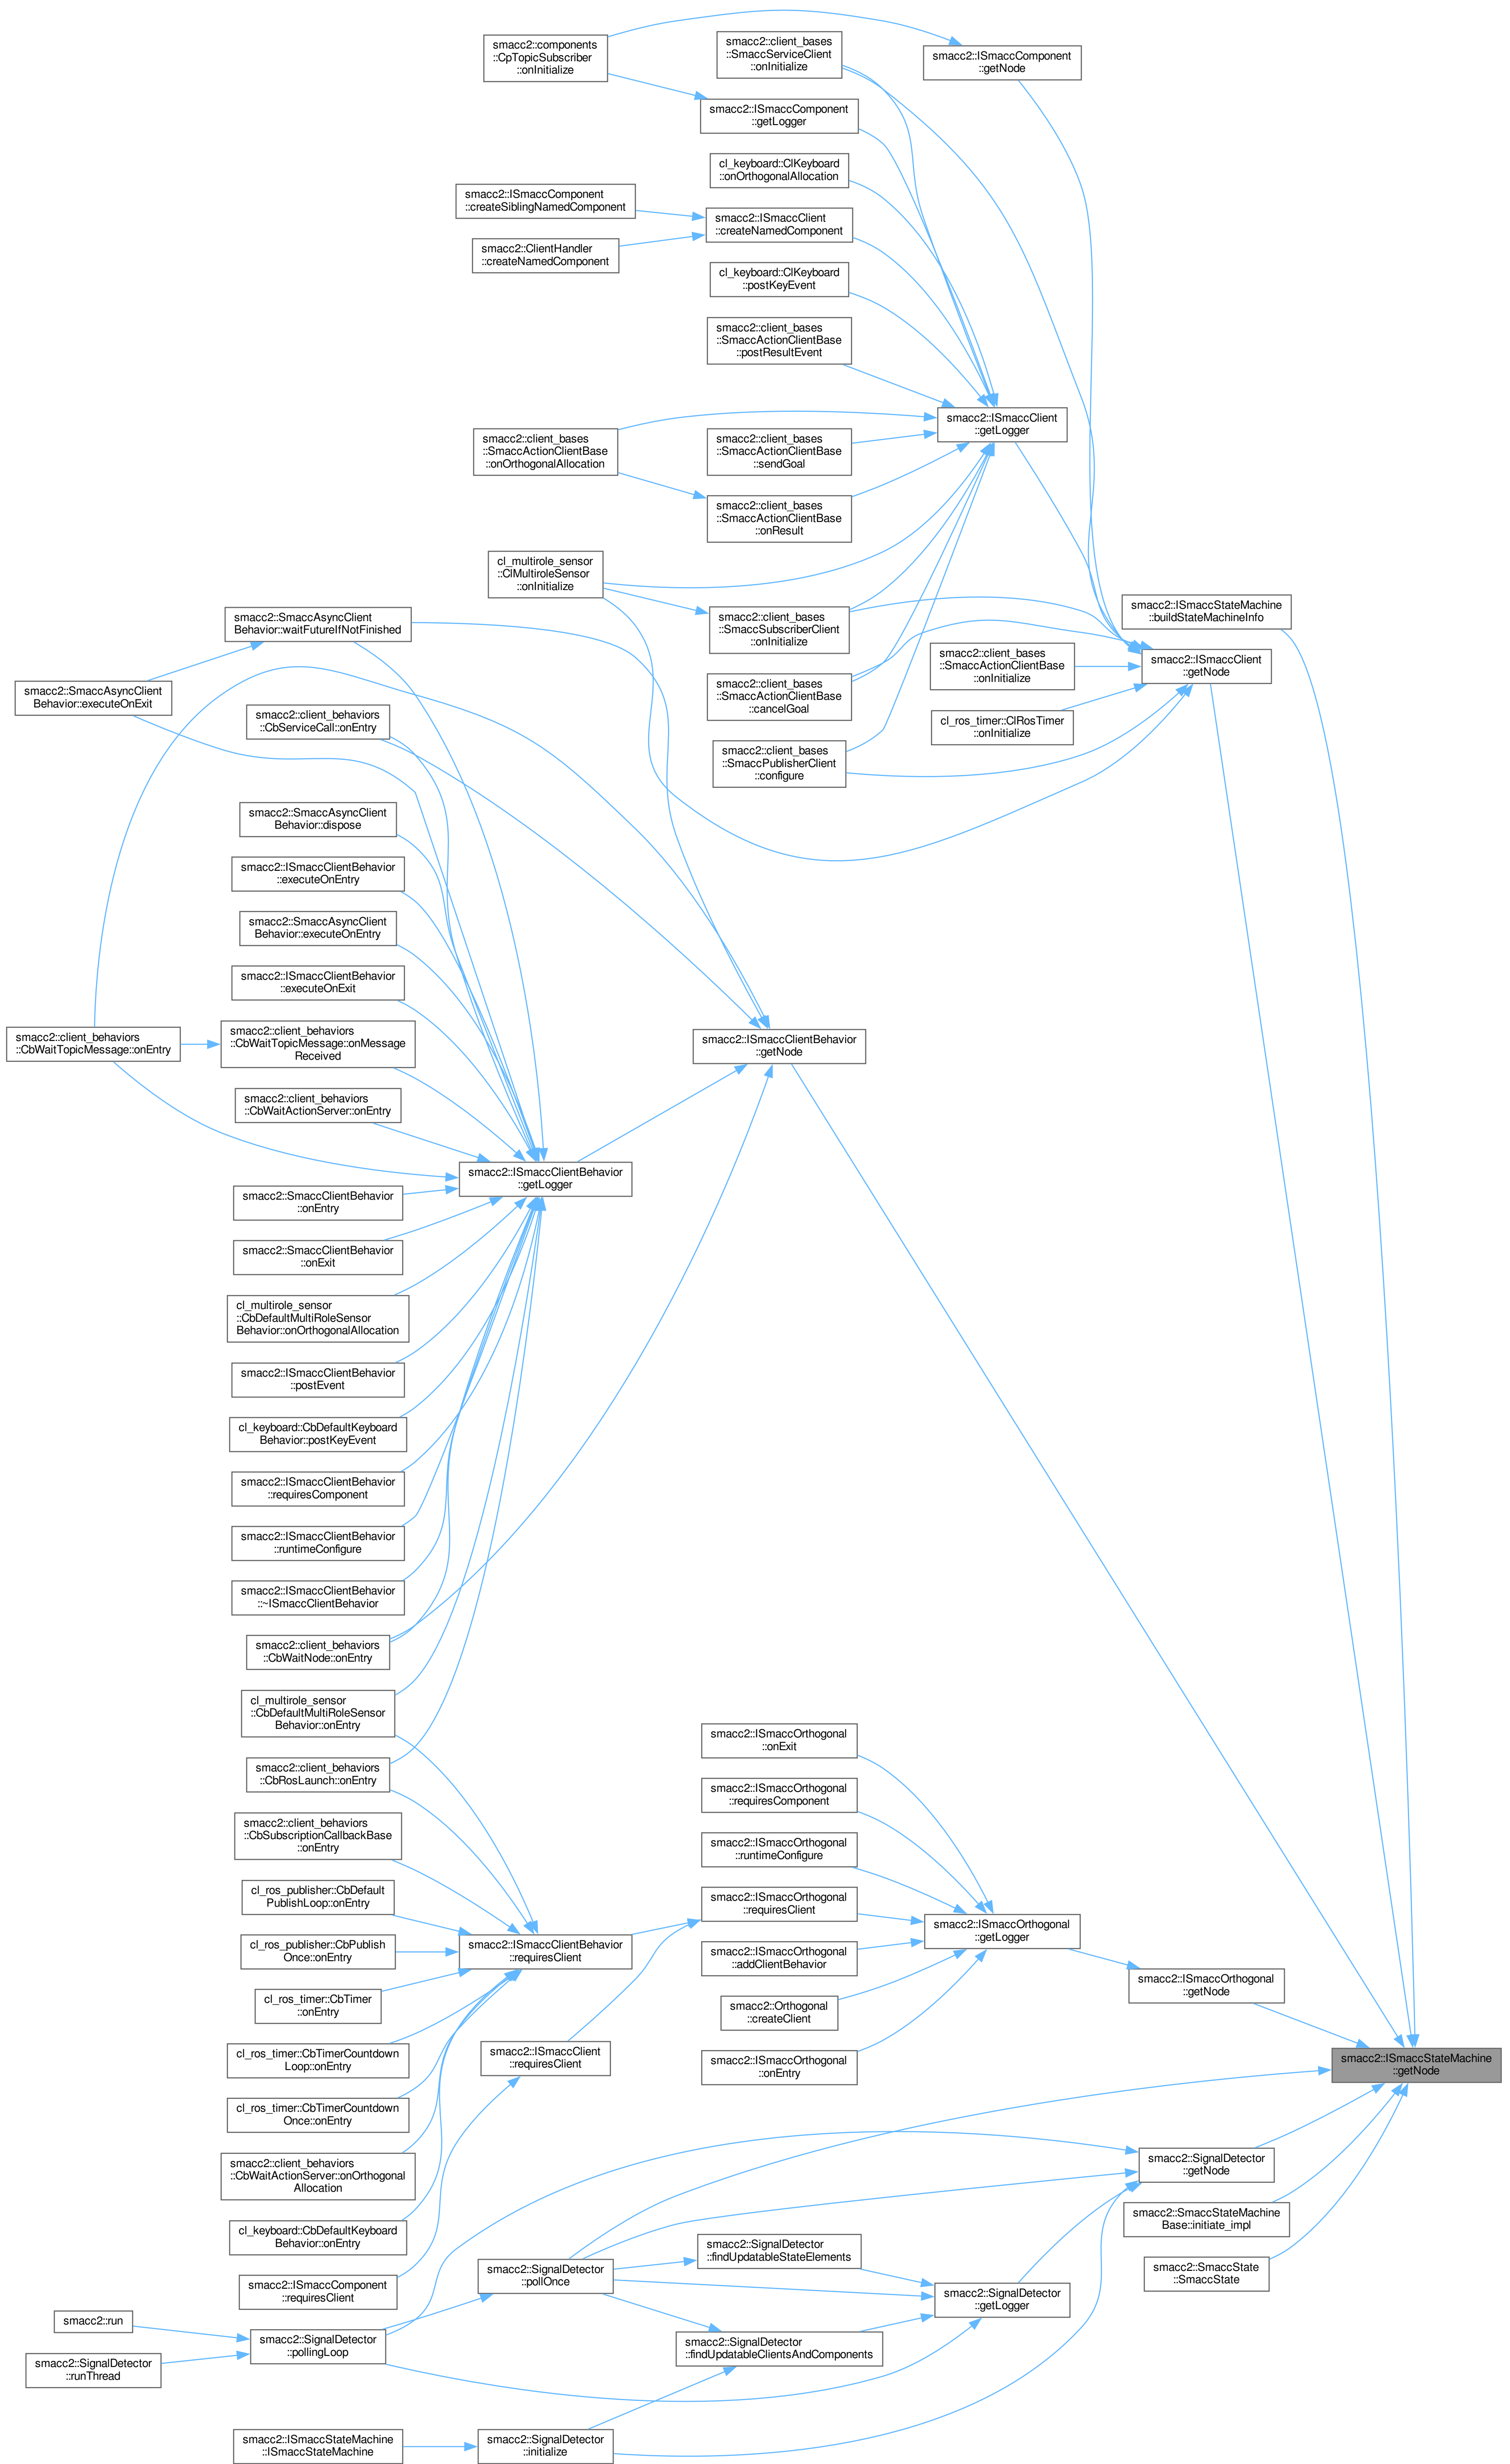 smacc2::components
::CpTopicSubscriber
::onInitialize
smacc2::client_bases
::SmaccServiceClient
::onInitialize
smacc2::ISmaccComponent
::getNode
smacc2::ISmaccComponent
::getLogger
cl_keyboard::ClKeyboard
::onOrthogonalAllocation
smacc2::ISmaccComponent
::createSiblingNamedComponent
smacc2::ISmaccClient
::createNamedComponent
smacc2::ClientHandler
::createNamedComponent
cl_keyboard::ClKeyboard
::postKeyEvent
smacc2::client_bases
::SmaccActionClientBase
::postResultEvent
smacc2::ISmaccClient
::getLogger
smacc2::client_bases
::SmaccActionClientBase
::onOrthogonalAllocation
smacc2::client_bases
::SmaccActionClientBase
::sendGoal
smacc2::client_bases
::SmaccActionClientBase
::onResult
cl_multirole_sensor
::ClMultiroleSensor
::onInitialize
smacc2::SmaccAsyncClient
Behavior::waitFutureIfNotFinished
smacc2::client_bases
::SmaccSubscriberClient
::onInitialize
smacc2::ISmaccStateMachine
::buildStateMachineInfo
smacc2::SmaccAsyncClient
Behavior::executeOnExit
smacc2::client_bases
::SmaccActionClientBase
::onInitialize
smacc2::ISmaccClient
::getNode
smacc2::client_bases
::SmaccActionClientBase
::cancelGoal
smacc2::client_behaviors
::CbServiceCall::onEntry
cl_ros_timer::ClRosTimer
::onInitialize
smacc2::client_bases
::SmaccPublisherClient
::configure
smacc2::SmaccAsyncClient
Behavior::dispose
smacc2::ISmaccClientBehavior
::executeOnEntry
smacc2::SmaccAsyncClient
Behavior::executeOnEntry
smacc2::ISmaccClientBehavior
::executeOnExit
smacc2::client_behaviors
::CbWaitTopicMessage::onEntry
smacc2::client_behaviors
::CbWaitTopicMessage::onMessage
Received
smacc2::ISmaccClientBehavior
::getNode
smacc2::client_behaviors
::CbWaitActionServer::onEntry
smacc2::ISmaccClientBehavior
::getLogger
smacc2::SmaccClientBehavior
::onEntry
smacc2::SmaccClientBehavior
::onExit
cl_multirole_sensor
::CbDefaultMultiRoleSensor
Behavior::onOrthogonalAllocation
smacc2::ISmaccClientBehavior
::postEvent
cl_keyboard::CbDefaultKeyboard
Behavior::postKeyEvent
smacc2::ISmaccClientBehavior
::requiresComponent
smacc2::ISmaccClientBehavior
::runtimeConfigure
smacc2::ISmaccClientBehavior
::~ISmaccClientBehavior
smacc2::client_behaviors
::CbWaitNode::onEntry
cl_multirole_sensor
::CbDefaultMultiRoleSensor
Behavior::onEntry
smacc2::ISmaccOrthogonal
::onExit
smacc2::client_behaviors
::CbRosLaunch::onEntry
smacc2::ISmaccOrthogonal
::requiresComponent
smacc2::client_behaviors
::CbSubscriptionCallbackBase
::onEntry
smacc2::ISmaccOrthogonal
::runtimeConfigure
cl_ros_publisher::CbDefault
PublishLoop::onEntry
smacc2::ISmaccOrthogonal
::requiresClient
cl_ros_publisher::CbPublish
Once::onEntry
smacc2::ISmaccClientBehavior
::requiresClient
smacc2::ISmaccOrthogonal
::addClientBehavior
smacc2::ISmaccOrthogonal
::getLogger
cl_ros_timer::CbTimer
::onEntry
smacc2::Orthogonal
::createClient
smacc2::ISmaccOrthogonal
::getNode
cl_ros_timer::CbTimerCountdown
Loop::onEntry
smacc2::ISmaccClient
::requiresClient
smacc2::ISmaccOrthogonal
::onEntry
smacc2::ISmaccStateMachine
::getNode
cl_ros_timer::CbTimerCountdown
Once::onEntry
smacc2::client_behaviors
::CbWaitActionServer::onOrthogonal
Allocation
smacc2::SignalDetector
::getNode
cl_keyboard::CbDefaultKeyboard
Behavior::onEntry
smacc2::SmaccStateMachine
Base::initiate_impl
smacc2::ISmaccComponent
::requiresClient
smacc2::SignalDetector
::pollOnce
smacc2::SignalDetector
::findUpdatableStateElements
smacc2::SmaccState
::SmaccState
smacc2::SignalDetector
::getLogger
smacc2::run
smacc2::SignalDetector
::pollingLoop
smacc2::SignalDetector
::findUpdatableClientsAndComponents
smacc2::SignalDetector
::runThread
smacc2::ISmaccStateMachine
::ISmaccStateMachine
smacc2::SignalDetector
::initialize